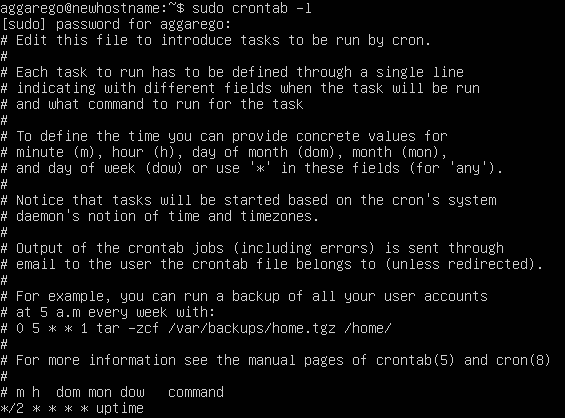 aggarego@newhostname:~$ sudo crontab -l
[sudo] password for aggarego:
# Edit this file to introduce tasks to be run by cron.
#
# Each task to run has to be defined through a single line
# indicating with different fields when the task will be run
# and what command to run for the task
#
# To define the time you can provide concrete values for
# minute (m), hour (h), day of month (dom), month (mon),
# and day of week (dow) or use '*' in these fields (for 'any').
#
# Notice that tasks will be started based on the cron's system
# daemon's notion of time and timezones.
#
# Output of the crontab jobs (including errors) is sent through
# email to the user the crontab file belongs to (unless redirected).
#
# For example, you can run a backup of all your user accounts
# at 5 a.m every week with:
# 0 5 * * 1 tar -zcf /var/backups/home.tgz /home/
#
# For more information see the manual pages of crontab(5) and cron(8)
#
# m h  dom mon dow   command
*/2 * * * * uptime